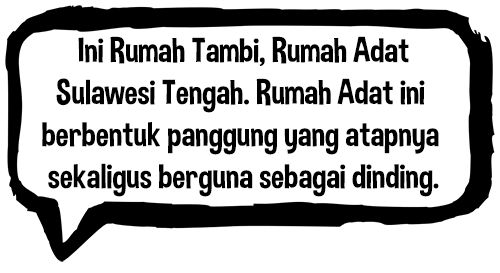 Ini Rumah Tambi, Rumah Adat
Sulawesi Tengah. Rumah Adat ini
berbentuk panggung yang atapnya
sekaligus berguna sebagai dinding.